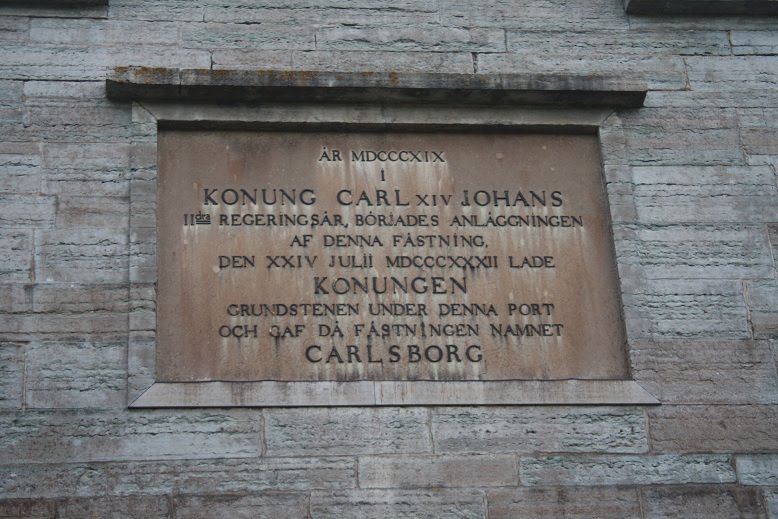 ÅR MDCCCXIX
I
KONUNG CARL XIV JOHANS
IIdra REGERINGSÅR, BÖRJADES ANLÄGGNINGEN
AF DENNA FÄSTNING,
DEN XXIV JULII MDCCCXXXII LADE
KONUNGEN
GRUNDSTENEN UNDER DENNA PORT
OCH GAF DÅ FÄSTNINGEN NAMNET
CARLSBORG